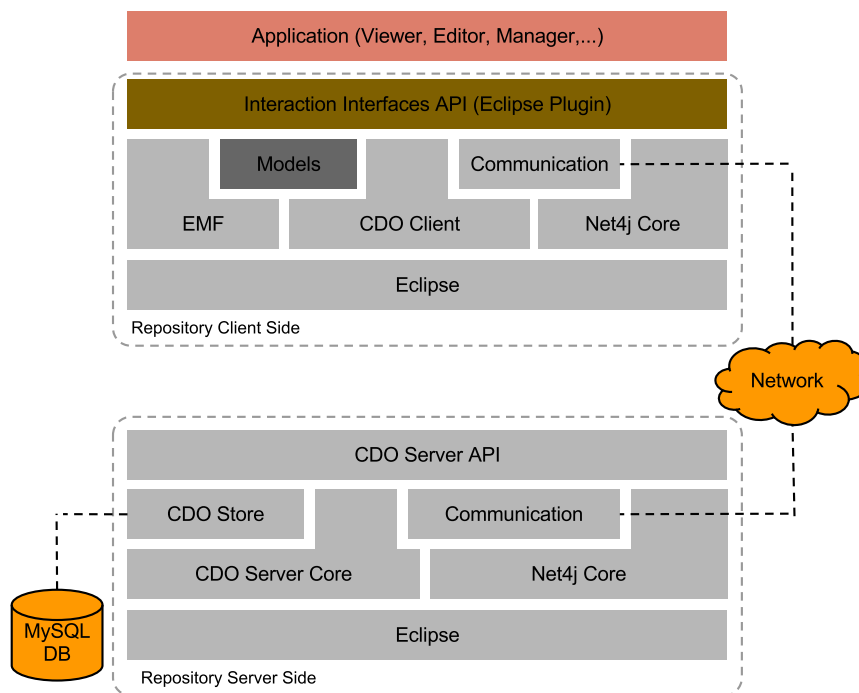 Application (Viewer, Editor, Manager,...)
Interaction Interfaces API (Eclipse Plugin)
Models
Communication
EMF
CDO Client
Net4j Core
Eclipse
Repository Client Side
Network
CDO Server API
CDO Store
Communication
CDO Server Core
Net4j Core
MySQL
DB
Eclipse
Repository Server Side